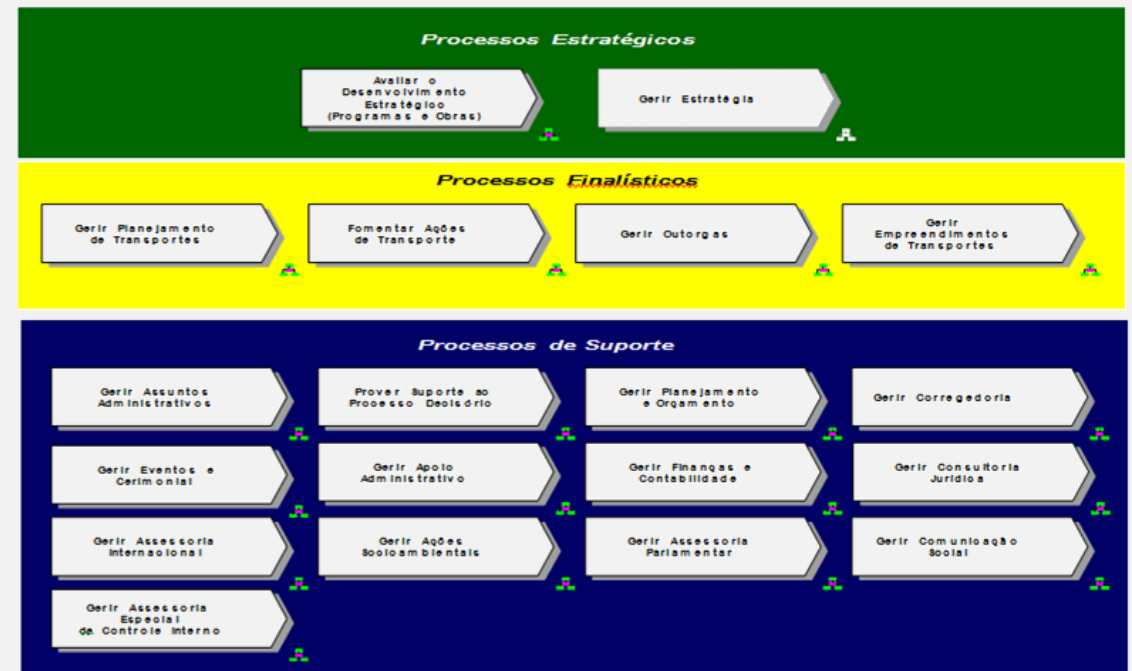 Processos Estratégicos
Avaliar o
Desenvolvimento
Estratégico
(Programas e Obras)
Gerir Estratégia
Processos Finalísticos
Gerir Planejamento
de Transportes
Fomentar Ações
de Transporte
Gerir Outorgas
Gerir
Empreendimentos
de Transportes
Processos de Suporte
Gerir Assuntos
Administrativos
Prover Suporte ao
Processo Decisório
Gerir Planejamento
e Orçamento
Gerir Corregedoria
Gerir Eventos e
Cerimonial
Gerir Apoio
Administrativo
Gerir Finanças e
Contabilidade
Gerir Consultoria
Jurídica
Gerir Assessoria
Internacional
Gerir Ações
Socioambientais
Gerir Assessoria
Parlamentar
Gerir Comunicação
Social
Gerir Assessoria
Especial
de Controle Interno